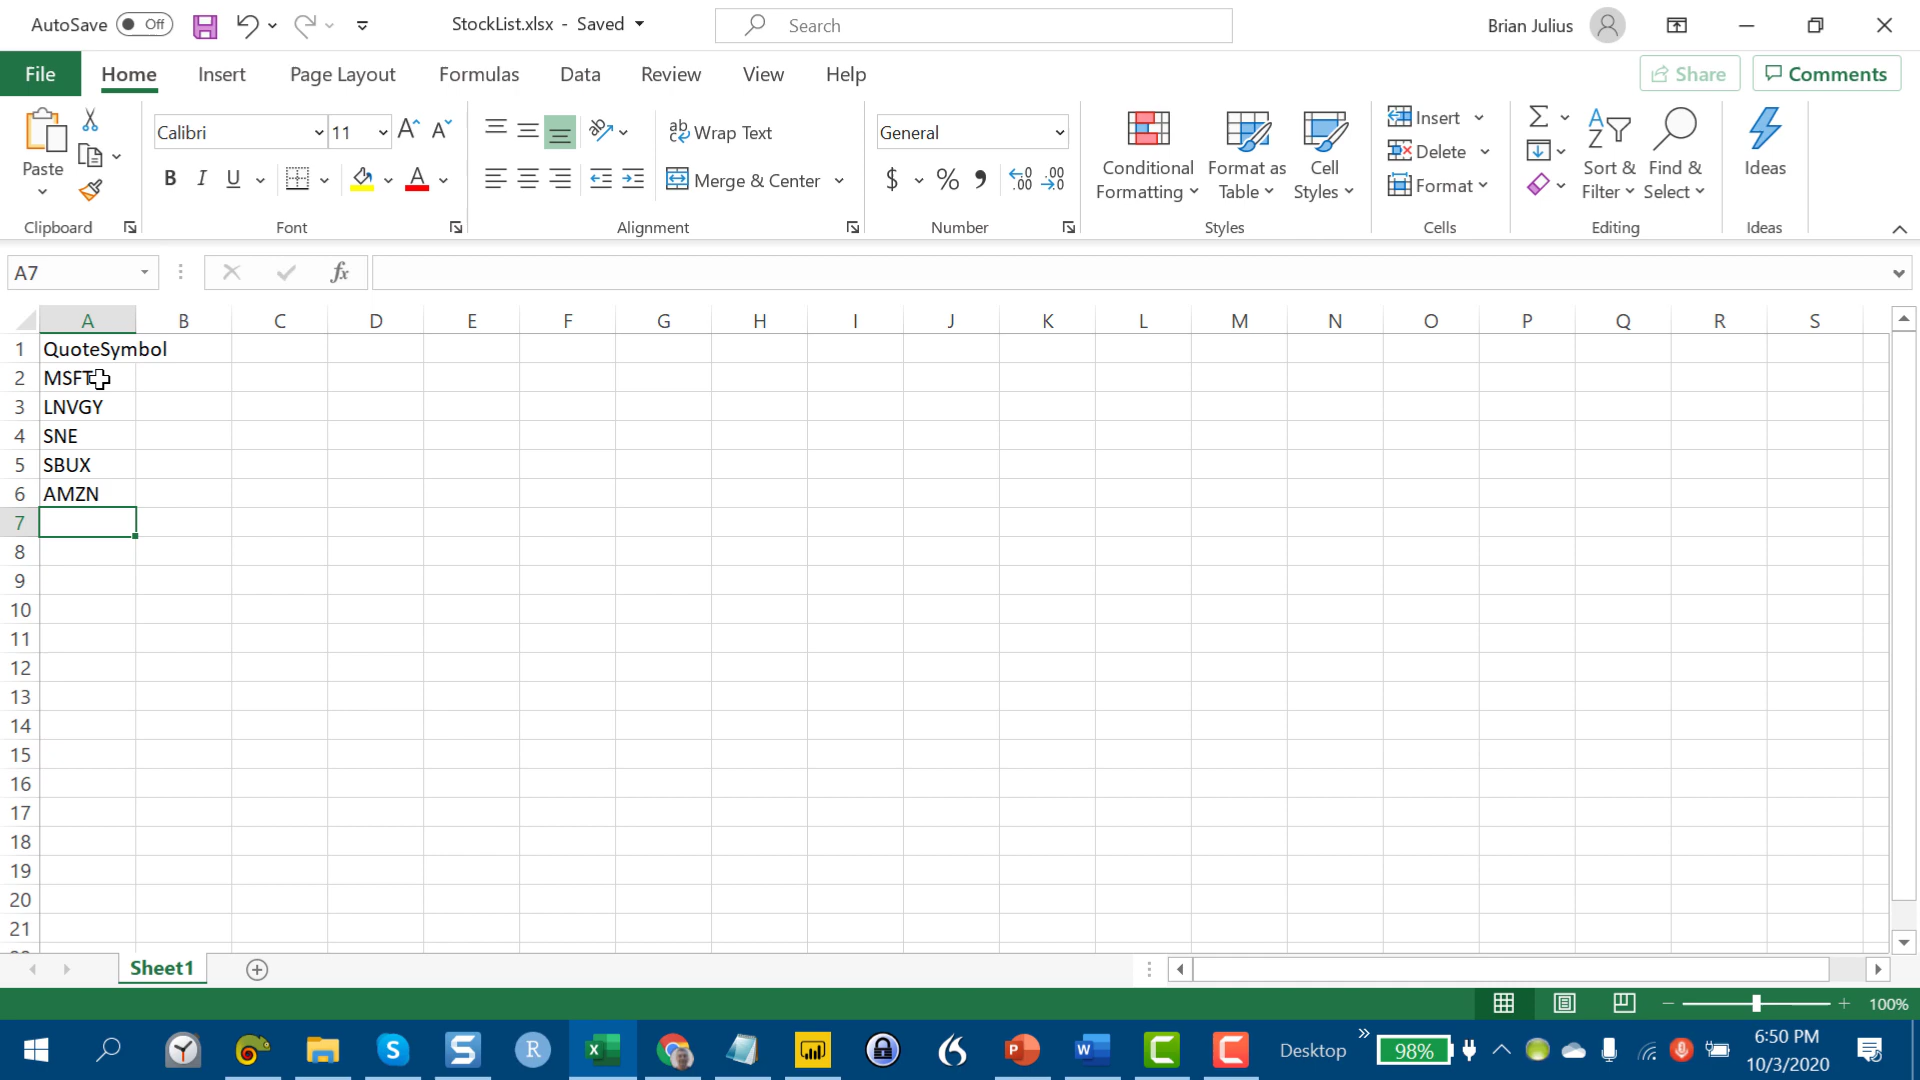 AutoSave Off StockList.xlsx - Saved Search Brian Julius
File Home Insert Page Layout Formulas Data Review View Help Share Comments
Calibri 11 ab Wrap Text General Insert
Paste Conditional Formatting Format as Table Cell Styles Delete Sort & Filter Find & Select Ideas
B I U Merge & Center $ % Format
Clipboard Font Alignment Number Styles Cells Editing Ideas
A7 fx
A B C D E F G H I J K L M N O P Q R S
1 QuoteSymbol
2 MSFT
3 LNVGY
4 SNE
5 SBUX
6 AMZN
7
8
9
10
11
12
13
14
15
16
17
18
19
20
21
Sheet1
100%
Desktop 98% 6:50 PM
10/3/2020